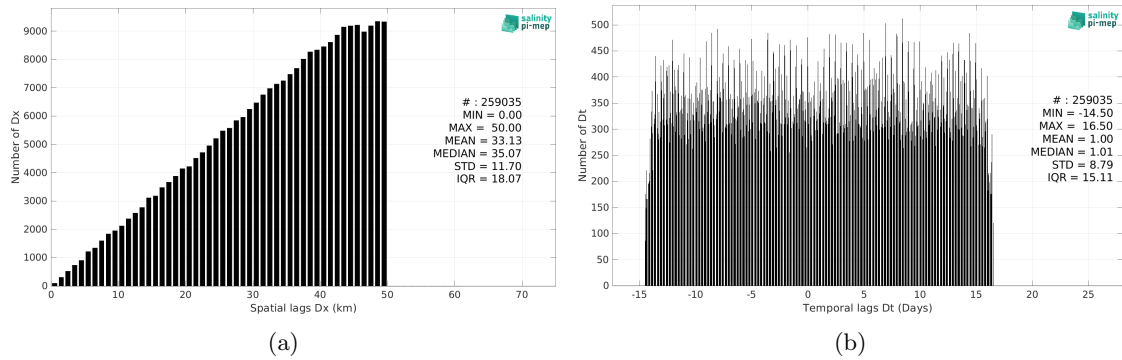 salinity
pi-mep
9000
8000
7000
6000
5000
4000
3000
2000
1000
0
Number of Dx
# : 259035
MIN = 0.00
MAX = 50.00
MEAN = 33.13
MEDIAN = 35.07
STD = 11.70
IQR = 18.07
0 10 20 30 40 50 60 70
Spatial lags Dx (km)
(a)
salinity
pi-mep
500
450
400
350
300
250
200
150
100
50
0
Number of Dt
# : 259035
MIN = -14.50
MAX = 16.50
MEAN = 1.00
MEDIAN = 1.01
STD = 8.79
IQR = 15.11
-15 -10 -5 0 5 10 15 20 25
Temporal lags Dt (Days)
(b)